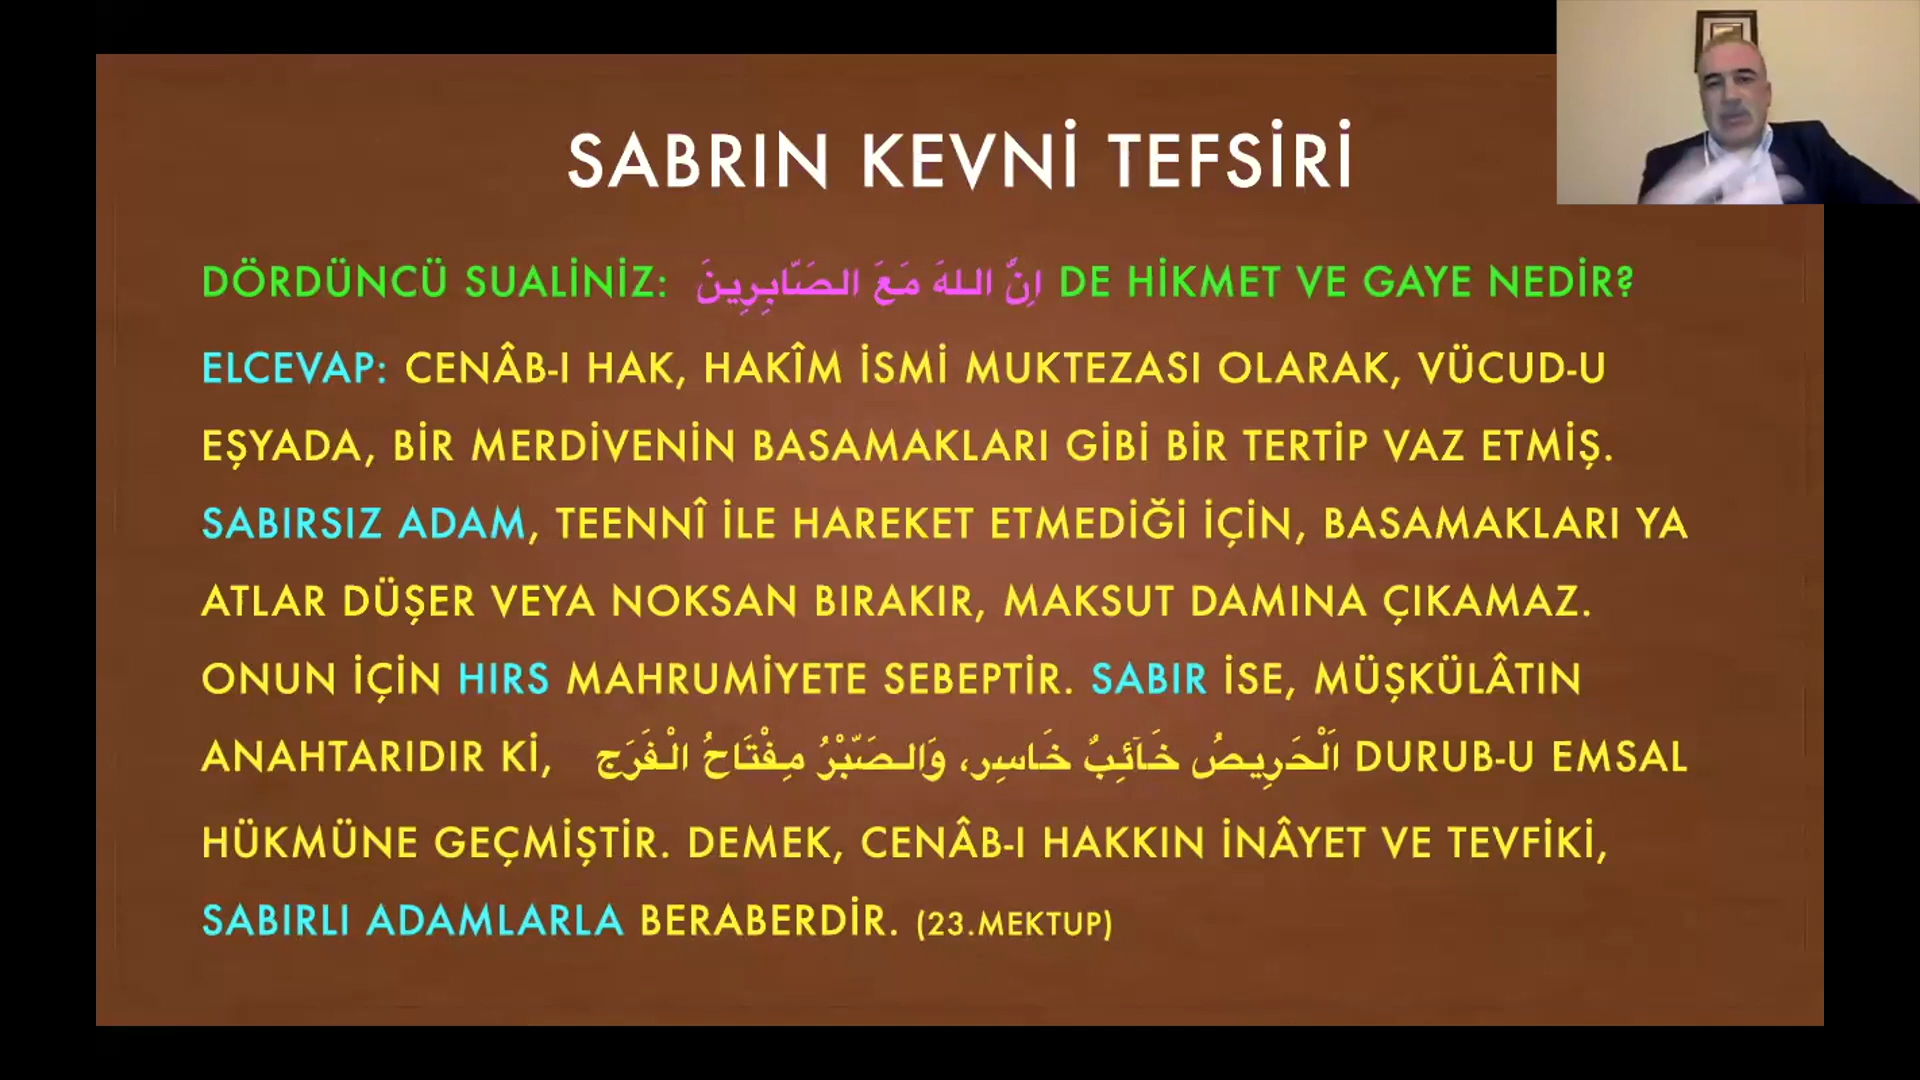 SABRIN KEVNİ TEFSİRİ
DÖRDÜNCÜ SUALİNİZ: اِنَّ اللهَ مَعَ الصَّابِرِينَ DE HİKMET VE GAYE NEDİR?
ELCEVAP: CENÂB-I HAK, HAKÎM İSMİ MUKTEZASI OLARAK, VÜCUD-U
EŞYADA, BİR MERDİVENİN BASAMAKLARI GİBİ BİR TERTİP VAZ ETMİŞ.
SABIRSIZ ADAM, TEENNÎ İLE HAREKET ETMEDİĞİ İÇİN, BASAMAKLARI YA
ATLAR DÜŞER VEYA NOKSAN BIRAKIR, MAKSUT DAMINA ÇIKAMAZ.
ONUN İÇİN HIRS MAHRUMİYETE SEBEPTİR. SABIR İSE, MÜŞKÜLÂTIN
ANAHTARIDIR Kİ, اَلْحَرِيصُ خَآئِبٌ خَاسِر، وَالصَّبْرُ مِفْتَاحُ الْفَرَج DURUB-U EMSAL
HÜKMÜNE GEÇMİŞTİR. DEMEK, CENÂB-I HAKKIN İNÂYET VE TEVFİKİ,
SABIRLI ADAMLARLA BERABERDİR. (23.MEKTUP)